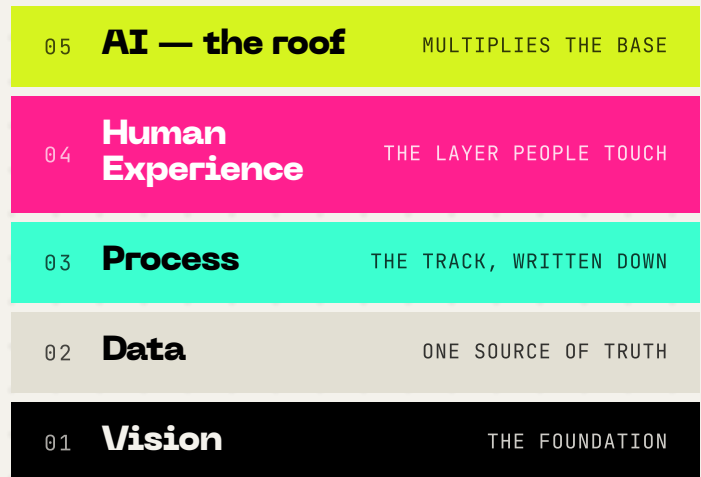 05 AI — the roof MULTIPLIES THE BASE
04 Human Experience THE LAYER PEOPLE TOUCH
03 Process THE TRACK, WRITTEN DOWN
02 Data ONE SOURCE OF TRUTH
01 Vision THE FOUNDATION